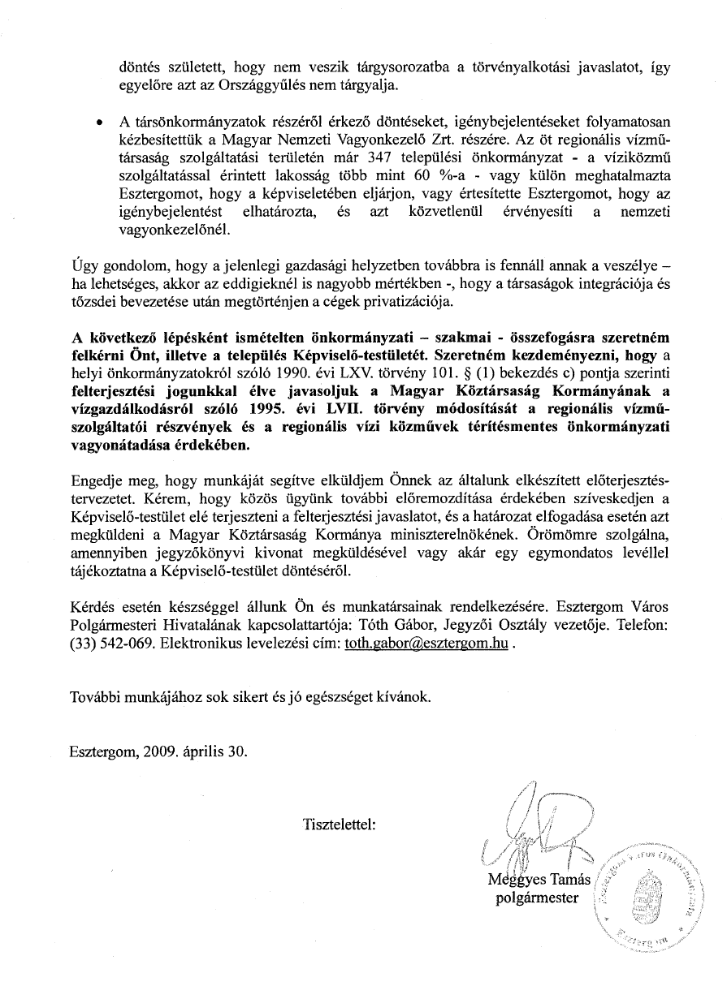 döntés született, hogy nem veszik tárgysorozatba a törvényalkotási javaslatot, így
egyelőre azt az Országgyűlés nem tárgyalja.
• A társönkormányzatok részéről érkező döntéseket, igénybejelentéseket folyamatosan
kézbesítettük a Magyar Nemzeti Vagyonkezelő Zrt. részére. Az öt regionális vízmű-
társaság szolgáltatási területén már 347 települési önkormányzat - a víziközmű
szolgáltatással érintett lakosság több mint 60 %-a - vagy külön meghatalmazta
Esztergomot, hogy a képviseletében eljárjon, vagy értesítette Esztergomot, hogy az
igénybejelentést elhatározta, és azt közvetlenül érvényesíti a nemzeti
vagyonkezelőnél.
Úgy gondolom, hogy a jelenlegi gazdasági helyzetben továbbra is fennáll annak a veszélye –
ha lehetséges, akkor az eddigieknél is nagyobb mértékben -, hogy a társaságok integrációja és
tőzsdei bevezetése után megtörténjen a cégek privatizációja.
A következő lépésként ismételten önkormányzati – szakmai - összefogásra szeretném
felkérni Önt, illetve a település Képviselő-testületét. Szeretném kezdeményezni, hogy a
helyi önkormányzatokról szóló 1990. évi LXV. törvény 101. § (1) bekezdés c) pontja szerinti
felterjesztési jogunkkal élve javasoljuk a Magyar Köztársaság Kormányának a
vízgazdálkodásról szóló 1995. évi LVII. törvény módosítását a regionális vízmű-
szolgáltatói részvények és a regionális vízi közművek térítésmentes önkormányzati
vagyonátadása érdekében.
Engedje meg, hogy munkáját segítve elküldjem Önnek az általunk elkészített előterjesztés-
tervezetet. Kérem, hogy közös ügyünk további előremozdítása érdekében szíveskedjen a
Képviselő-testület elé terjeszteni a felterjesztési javaslatot, és a határozat elfogadása esetén azt
megküldeni a Magyar Köztársaság Kormánya miniszterelnökének. Örömömre szolgálna,
amennyiben jegyzőkönyvi kivonat megküldésével vagy akár egy egymondatos levéllel
tájékoztatna a Képviselő-testület döntéséről.
Kérdés esetén készséggel állunk Ön és munkatársainak rendelkezésére. Esztergom Város
Polgármesteri Hivatalának kapcsolattartója: Tóth Gábor, Jegyzői Osztály vezetője. Telefon:
(33) 542-069. Elektronikus levelezési cím: toth.gabor@esztergom.hu .
További munkájához sok sikert és jó egészséget kívánok.
Esztergom, 2009. április 30.
Tisztelettel:
Meggyes Tamás
polgármester
Esztergom Város Önkormányzata
Esztergom